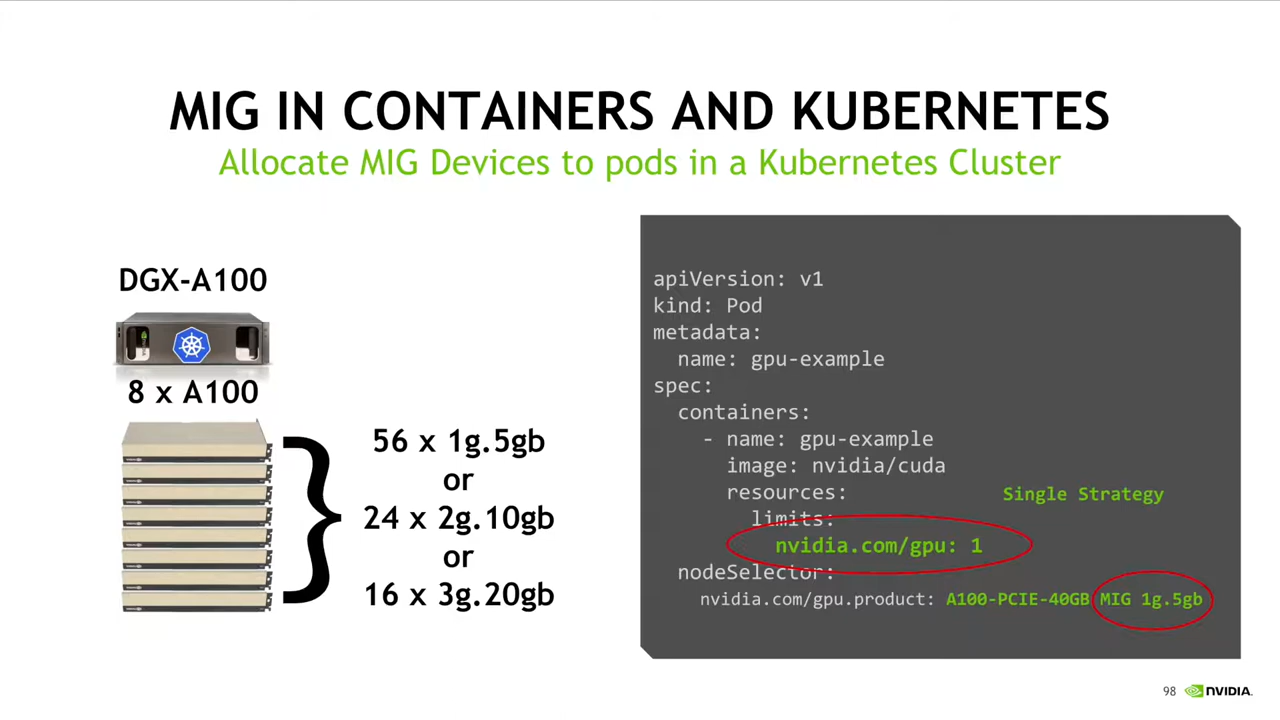 MIG IN CONTAINERS AND KUBERNETES
Allocate MIG Devices to pods in a Kubernetes Cluster
DGX-A100
8 x A100
56 x 1g.5gb
or
24 x 2g.10gb
or
16 x 3g.20gb
apiVersion: v1
kind: Pod
metadata:
  name: gpu-example
spec:
  containers:
    - name: gpu-example
      image: nvidia/cuda
      resources:
Single Strategy
        limits:
          nvidia.com/gpu: 1
  nodeSelector:
    nvidia.com/gpu.product: A100-PCIE-40GB MIG 1g.5gb
98 NVIDIA.